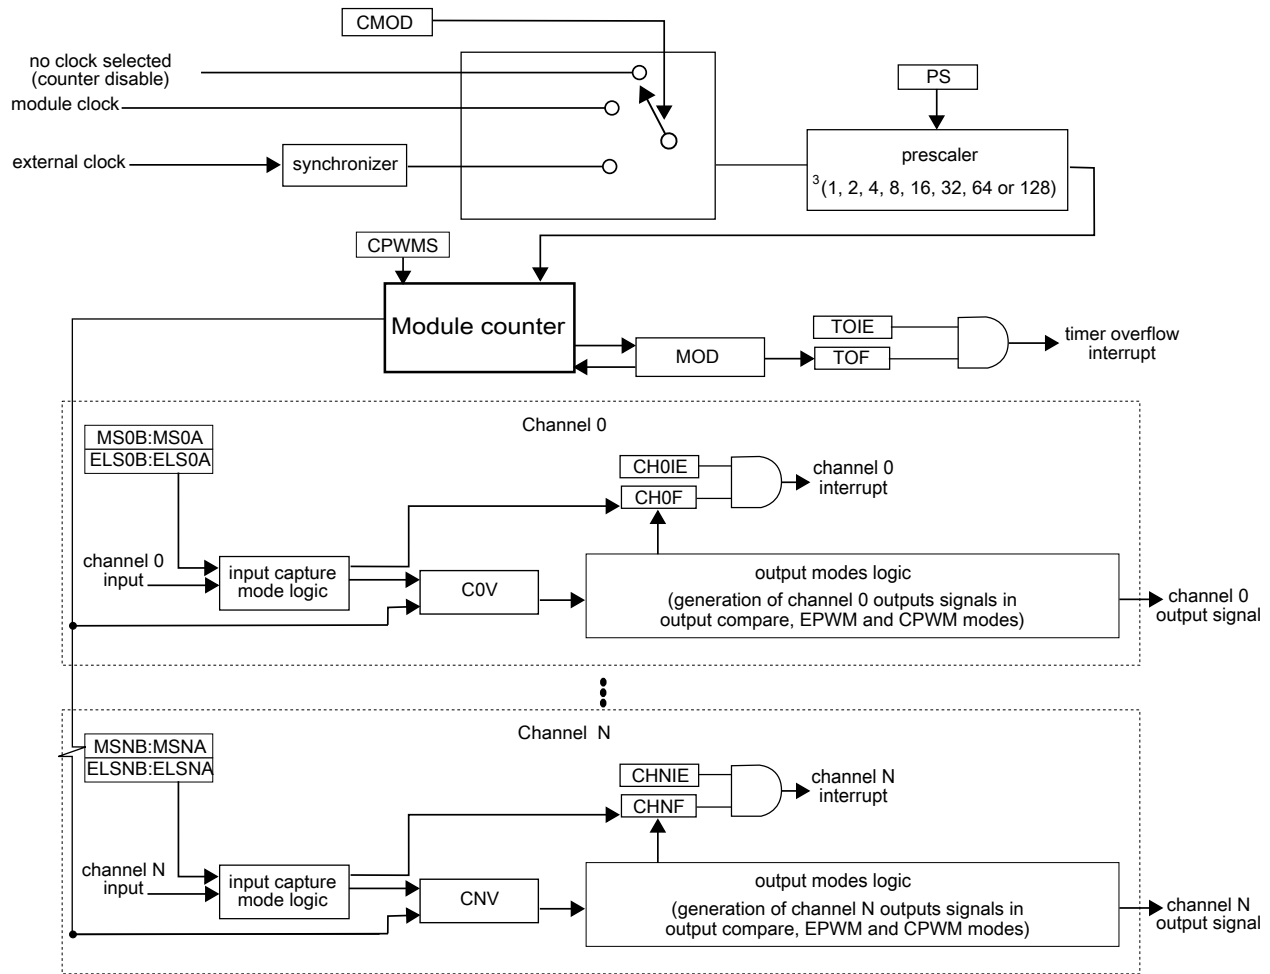 CMOD
no clock selected
(counter disable)
module clock
PS
external clock
synchronizer
prescaler
3 (1, 2, 4, 8, 16, 32, 64 or 128)
CPWMS
Module counter
MOD
TOIE
TOF
timer overflow
interrupt
Channel 0
MS0B:MS0A
ELS0B:ELS0A
CH0IE
CH0F
channel 0
interrupt
channel 0
input
input capture
mode logic
C0V
output modes logic
(generation of channel 0 outputs signals in
output compare, EPWM and CPWM modes)
channel 0
output signal
Channel N
MSNB:MSNA
ELSNB:ELSNA
CHNIE
CHNF
channel N
interrupt
channel N
input
input capture
mode logic
CNV
output modes logic
(generation of channel N outputs signals in
output compare, EPWM and CPWM modes)
channel N
output signal